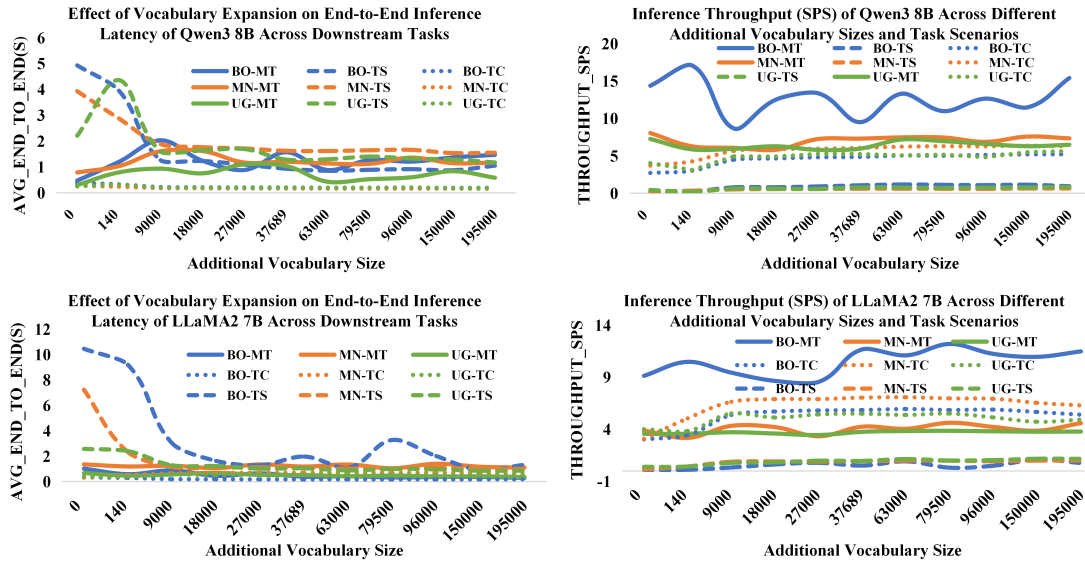 Effect of Vocabulary Expansion on End-to-End Inference
Latency of Qwen3 8B Across Downstream Tasks
AVG_END_TO_END(S)
6
5
4
3
2
1
0
BO-MT BO-TS BO-TC
MN-MT MN-TS MN-TC
UG-MT UG-TS UG-TC
0 140 9000 18000 27000 37689 63000 79500 96000 150000 195000
Additional Vocabulary Size
Inference Throughput (SPS) of Qwen3 8B Across Different
Additional Vocabulary Sizes and Task Scenarios
THROUGHPUT_SPS
20
15
10
5
0
BO-MT BO-TS BO-TC
MN-MT MN-TS MN-TC
UG-TS UG-MT UG-TC
0 140 9000 18000 27000 37689 63000 79500 96000 150000 195000
Additional Vocabulary Size
Effect of Vocabulary Expansion on End-to-End Inference
Latency of LLaMA2 7B Across Downstream Tasks
AVG_END_TO_END(S)
12
10
8
6
4
2
0
BO-MT MN-MT UG-MT
BO-TC MN-TC UG-TC
BO-TS MN-TS UG-TS
0 140 9000 18000 27000 37689 63000 79500 96000 150000 195000
Additional Vocabulary Size
Inference Throughput (SPS) of LLaMA2 7B Across Different
Additional Vocabulary Sizes and Task Scenarios
THROUGHPUT_SPS
14
9
4
-1
BO-MT MN-MT UG-MT
BO-TC MN-TC UG-TC
BO-TS MN-TS UG-TS
0 140 9000 18000 27000 37689 63000 79500 96000 150000 195000
Additional Vocabulary Size